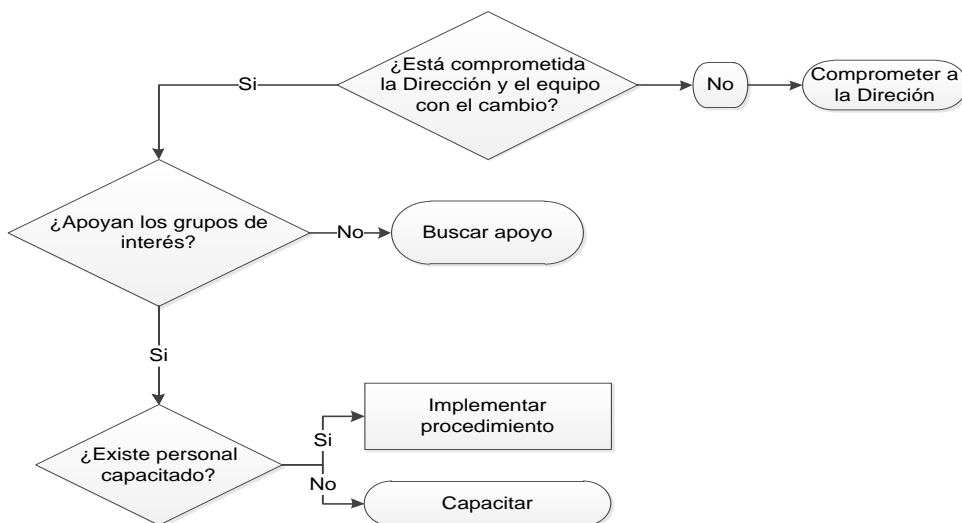 ¿Está comprometida
la Dirección y el equipo
con el cambio?
Si
No
Comprometer a
la Direción
¿Apoyan los grupos de
interés?
No
Buscar apoyo
Si
¿Existe personal
capacitado?
Si
Implementar
procedimiento
No
Capacitar